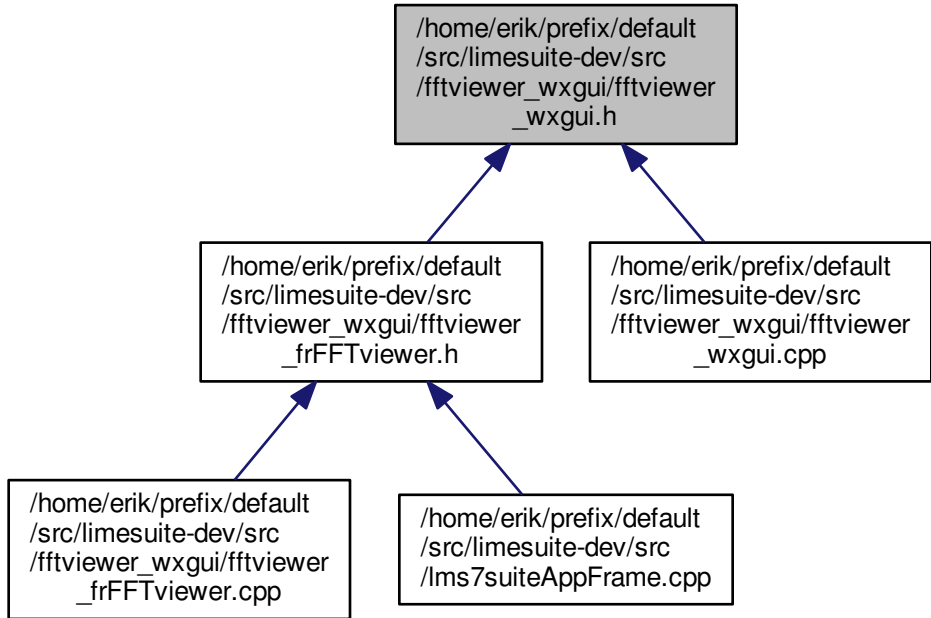 /home/erik/prefix/default
/src/limesuite-dev/src
/fftviewer_wxgui/fftviewer
_wxgui.h
/home/erik/prefix/default
/src/limesuite-dev/src
/fftviewer_wxgui/fftviewer
_frFFTviewer.h
/home/erik/prefix/default
/src/limesuite-dev/src
/fftviewer_wxgui/fftviewer
_wxgui.cpp
/home/erik/prefix/default
/src/limesuite-dev/src
/fftviewer_wxgui/fftviewer
_frFFTviewer.cpp
/home/erik/prefix/default
/src/limesuite-dev/src
/lms7suiteAppFrame.cpp